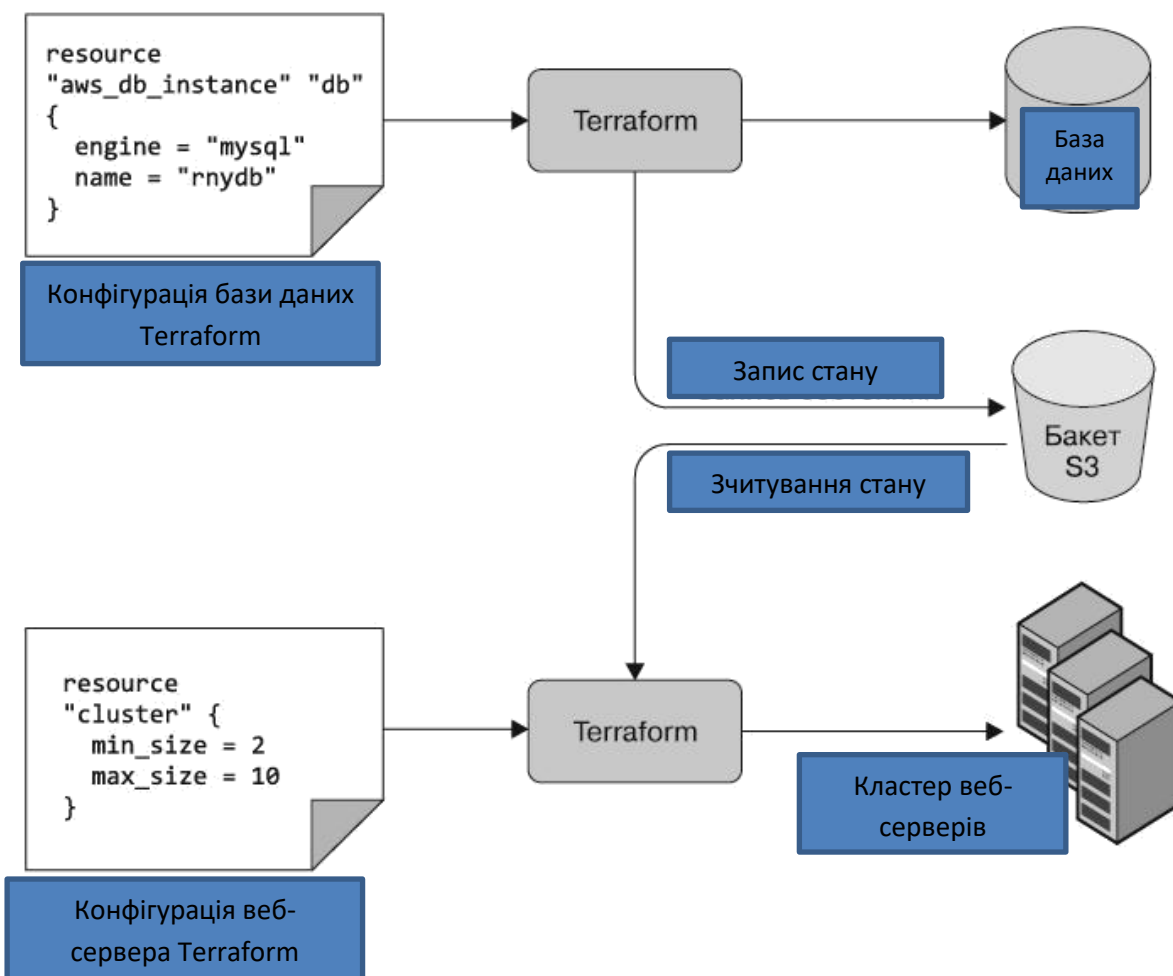 resource
"aws_db_instance" "db"
{
engine = "mysql"
name = "rnydb"
}
Terraform
База
даних
Конфігурація бази даних
Terraform
Запис стану
Бакет
S3
Зчитування стану
resource
"cluster" {
min_size = 2
max_size = 10
}
Terraform
Кластер веб-
серверів
Конфігурація веб-
сервера Terraform